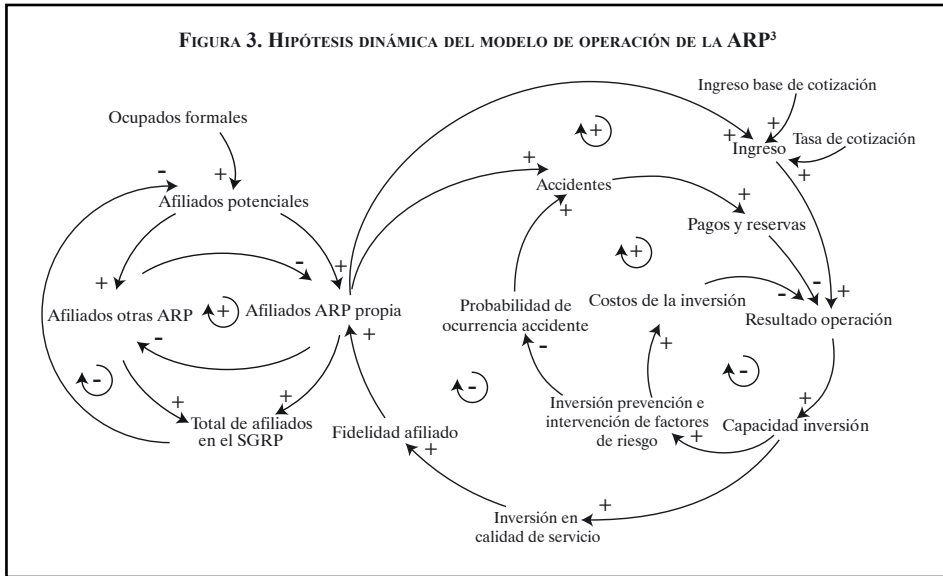 FIGURA 3. HIPÓTESIS DINÁMICA DEL MODELO DE OPERACIÓN DE LA ARP³
Ingreso base de cotización
Ocupados formales
Tasa de cotización
Ingreso
Afiliados potenciales
Accidentes
Pagos y reservas
Afiliados otras ARP
Afiliados ARP propia
Probabilidad de
ocurrencia accidente
Costos de la inversión
Resultado operación
Total de afiliados
en el SGRP
Fidelidad afiliado
Inversión prevención e
intervención de factores
de riesgo
Capacidad inversión
Inversión en
calidad de servicio